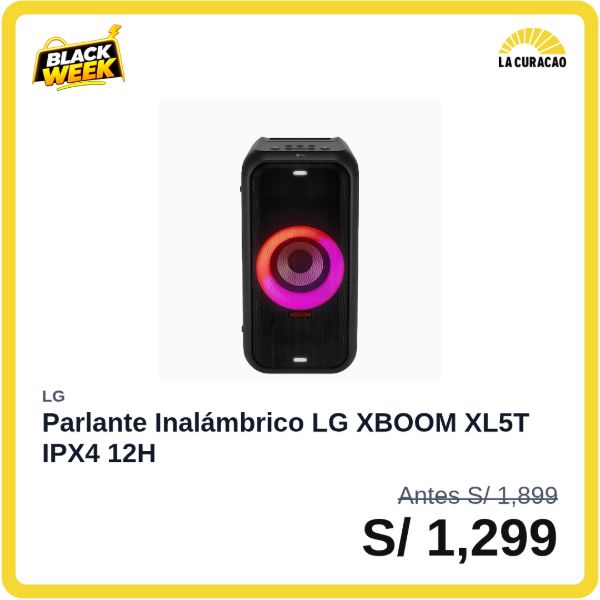 BLACK
WEEK
LA CURACAO
XBOOM
LG
Parlante Inalámbrico LG XBOOM XL5T
IPX4 12H
Antes S/ 1,899
S/ 1,299